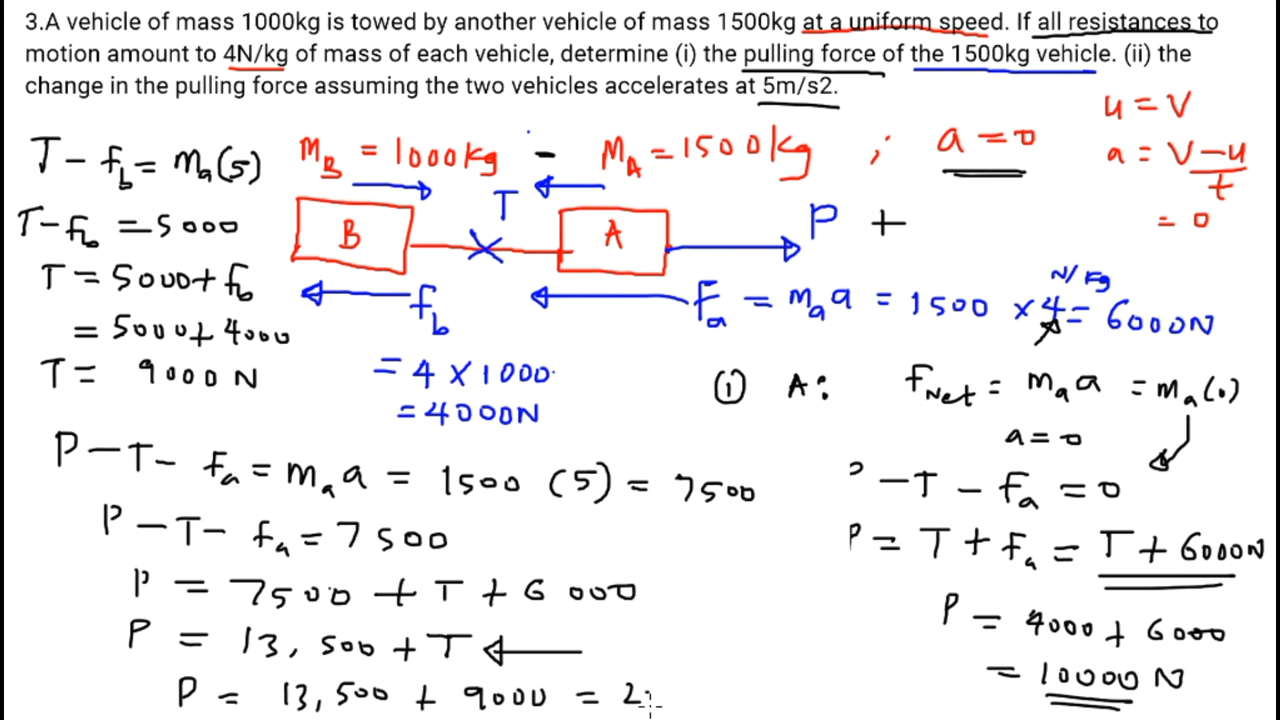 3.A vehicle of mass 1000kg is towed by another vehicle of mass 1500kg at a uniform speed. If all resistances to
motion amount to 4N/kg of mass of each vehicle, determine (i) the pulling force of the 1500kg vehicle. (ii) the
change in the pulling force assuming the two vehicles accelerates at 5m/s2.
u = v
a = v-u/t
= 0
T - f_b = m_a(5)
T - f_b = 5000
T = 5000 + f_b
= 5000 + 4000
T = 9000 N
M_B = 1000kg - M_A = 1500kg ; a = 0
B
T
A
P +
f_b
= 4 × 1000
= 4000N
F_a = m_a a = 1500 × 4 = 6000N
N/kg
(i) A: F_Net = m_a a = m_a(0)
a = 0
P - T - F_a = 0
P = T + F_a = T + 6000N
P = 4000 + 6000
= 10000 N
P - T - f_a = m_a a = 1500 (5) = 7500
P - T - f_a = 7500
P = 7500 + T + 6000
P = 13,500 + T
P = 13,500 + 9000 = 2